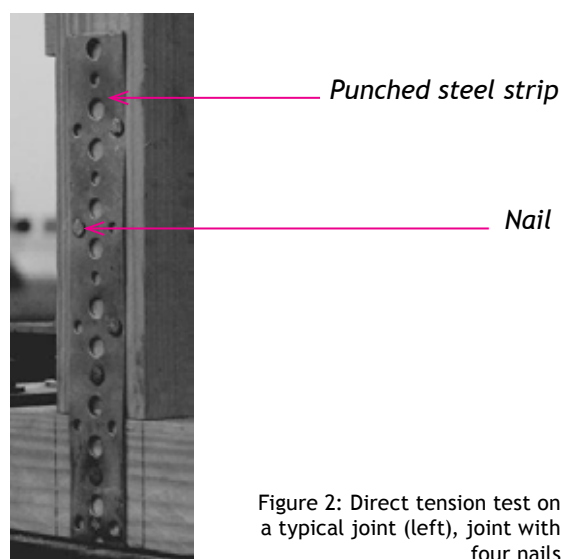 Punched steel strip
Nail
Figure 2: Direct tension test on
a typical joint (left), joint with
four nails